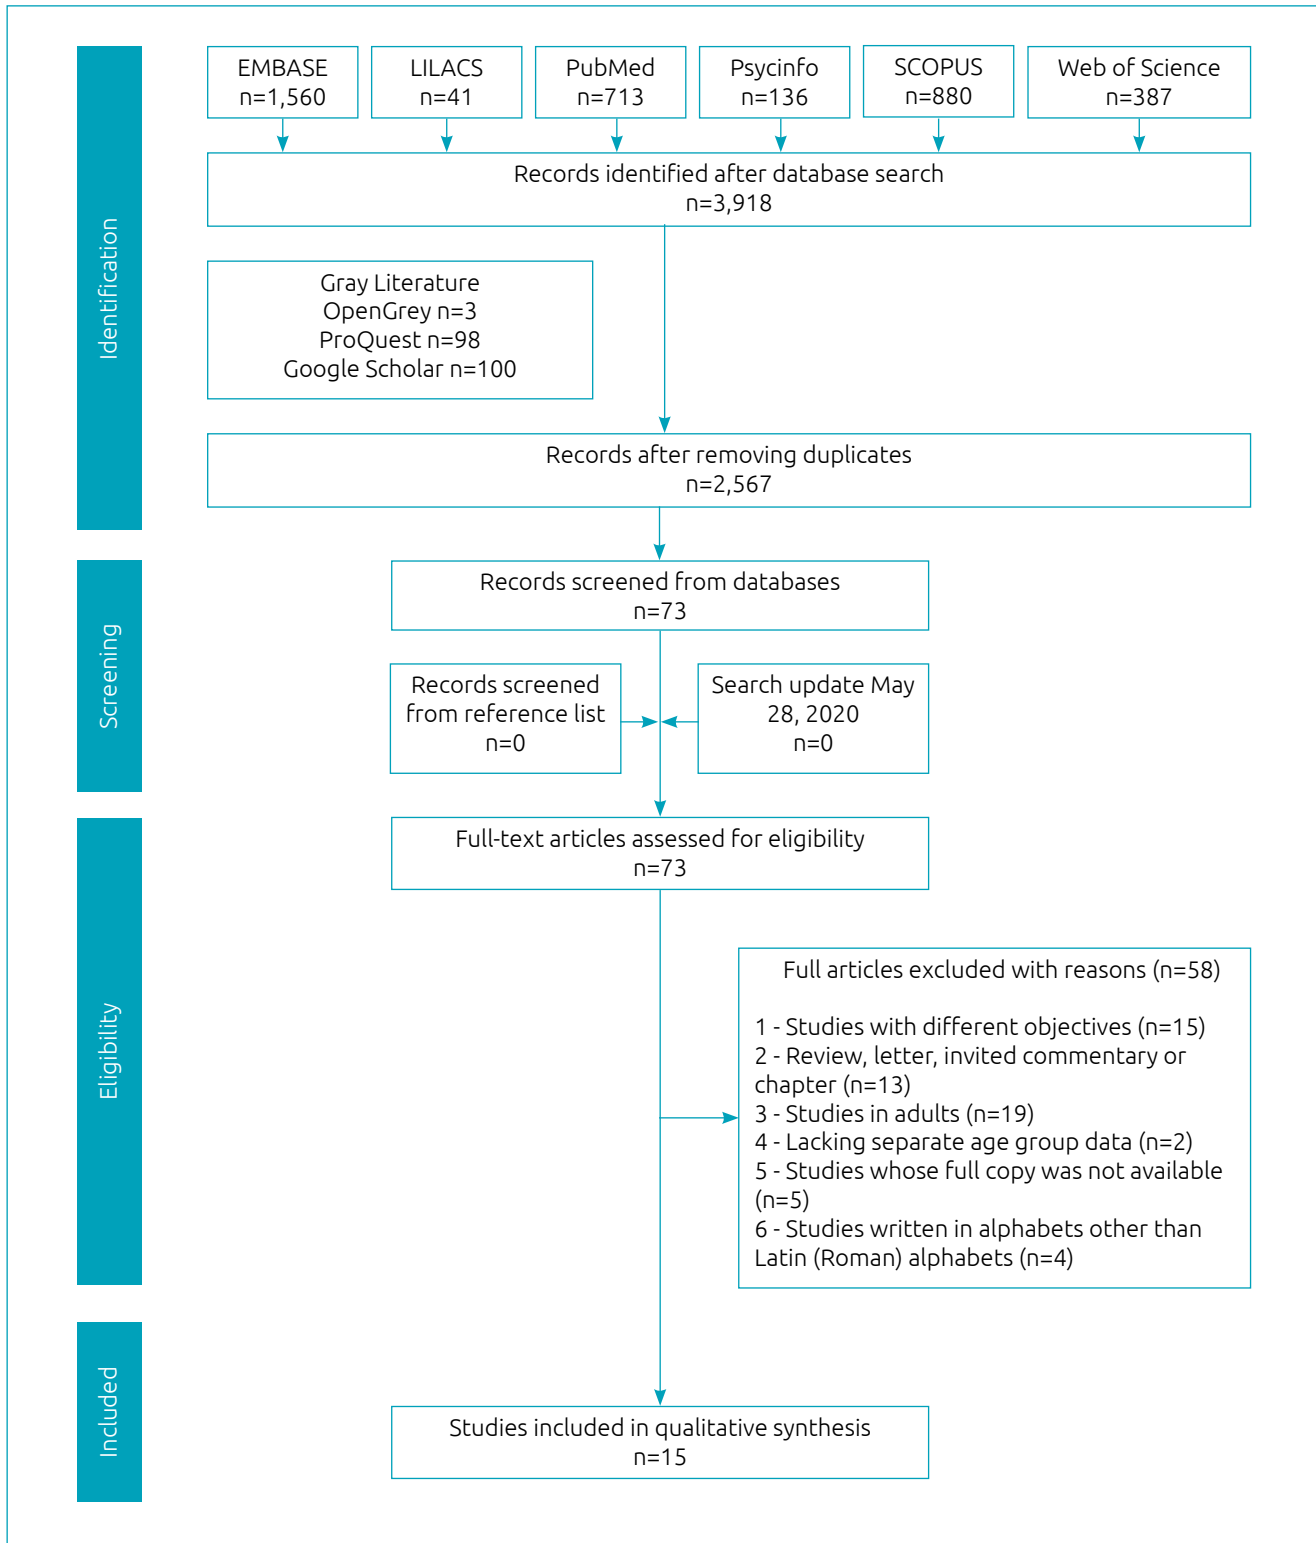 Identification
EMBASE
n=1,560
LILACS
n=41
PubMed
n=713
Psycinfo
n=136
SCOPUS
n=880
Web of Science
n=387
Records identified after database search
n=3,918
Gray Literature
OpenGrey n=3
ProQuest n=98
Google Scholar n=100
Records after removing duplicates
n=2,567
Screening
Records screened from databases
n=73
Records screened
from reference list
n=0
Search update May
28, 2020
n=0
Eligibility
Full-text articles assessed for eligibility
n=73
Full articles excluded with reasons (n=58)
1 - Studies with different objectives (n=15)
2 - Review, letter, invited commentary or
chapter (n=13)
3 - Studies in adults (n=19)
4 - Lacking separate age group data (n=2)
5 - Studies whose full copy was not available
(n=5)
6 - Studies written in alphabets other than
Latin (Roman) alphabets (n=4)
Included
Studies included in qualitative synthesis
n=15